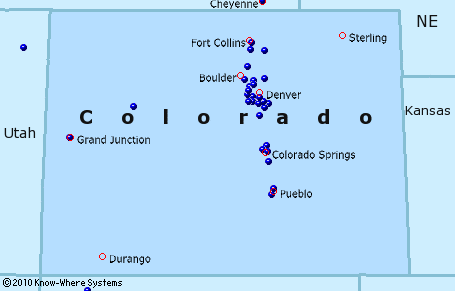 Cheyenne
NE
Fort Collins
Sterling
Boulder
Denver
Colorado
Kansas
Utah
Grand Junction
Colorado Springs
Pueblo
Durango
©2010 Know-Where Systems